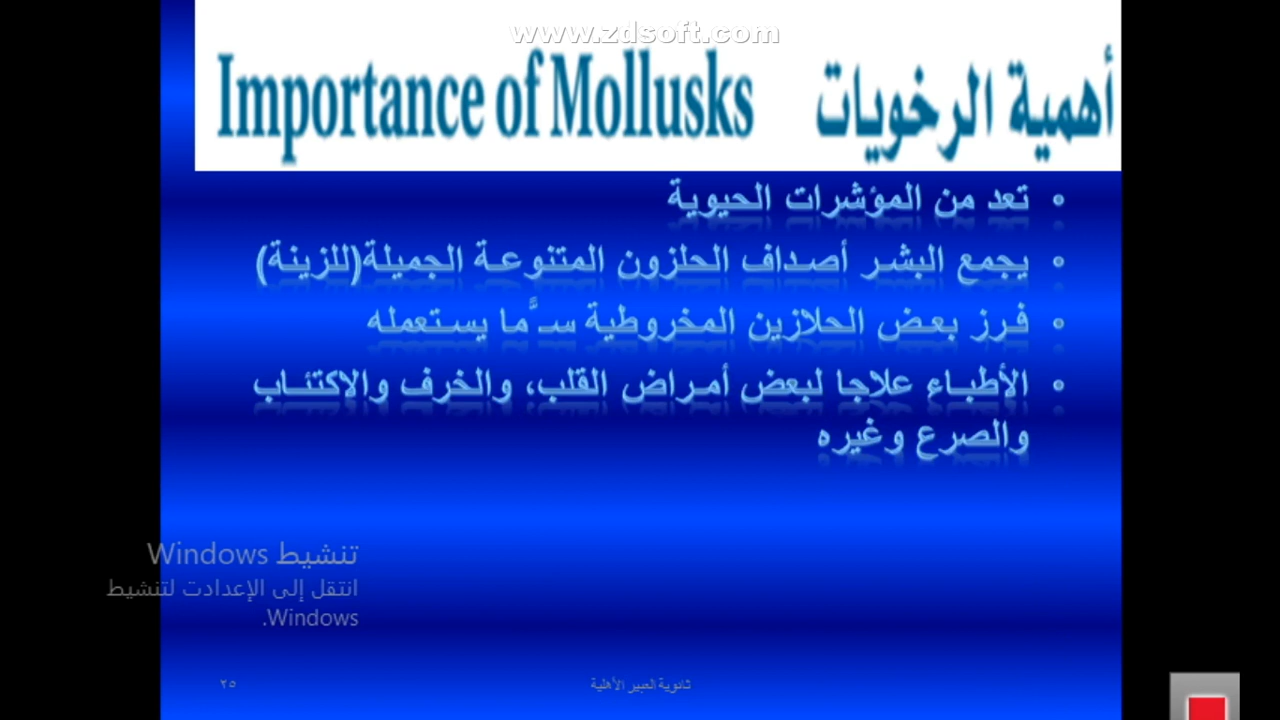 www.zdsoft.com
أهمية الرخويات Importance of Mollusks
• تعد من المؤشرات الحيوية
• يجمع البشر أصداف الحلزون المتنوعة الجميلة(للزينة)
• فرز بعض الحلازين المخروطية سـًّما يستعمله
• الأطباء علاجا لبعض أمراض القلب، والخرف والاكتئاب
والصرع وغيره
تنشيط Windows
انتقل إلى الإعدادت لتنشيط
Windows.
ثانوية العبير الأهلية
٢٥